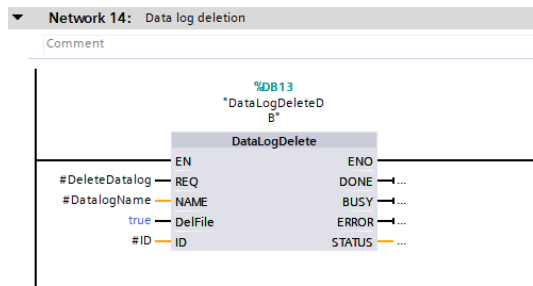 Network 14: Data log deletion
Comment
%DB13
"DataLogDeleteD
B"
DataLogDelete
EN ENO
#DeleteDatalog REQ DONE ...
#DatalogName NAME BUSY ...
true DelFile ERROR ...
#ID ID STATUS ...